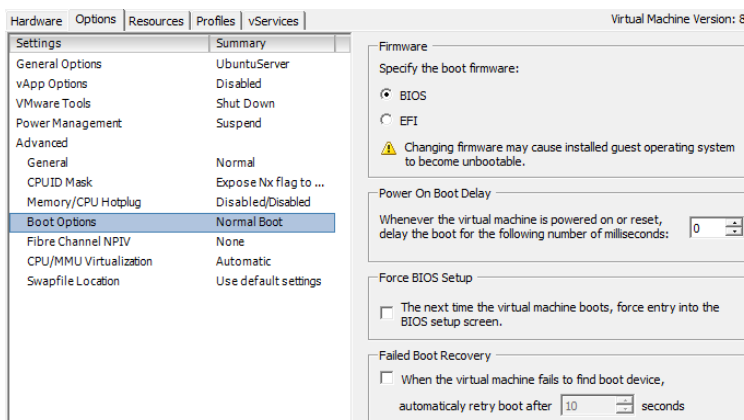 Hardware Options Resources Profiles vServices Virtual Machine Version: 8
Settings Summary
General Options UbuntuServer
vApp Options Disabled
VMware Tools Shut Down
Power Management Suspend
Advanced
General Normal
CPUID Mask Expose Nx flag to ...
Memory/CPU Hotplug Disabled/Disabled
Boot Options Normal Boot
Fibre Channel NPIV None
CPU/MMU Virtualization Automatic
Swapfile Location Use default settings
Firmware
Specify the boot firmware:
BIOS
EFI
Changing firmware may cause installed guest operating system
to become unbootable.
Power On Boot Delay
Whenever the virtual machine is powered on or reset,
delay the boot for the following number of milliseconds: 0
Force BIOS Setup
The next time the virtual machine boots, force entry into the
BIOS setup screen.
Failed Boot Recovery
When the virtual machine fails to find boot device,
automaticaly retry boot after 10 seconds